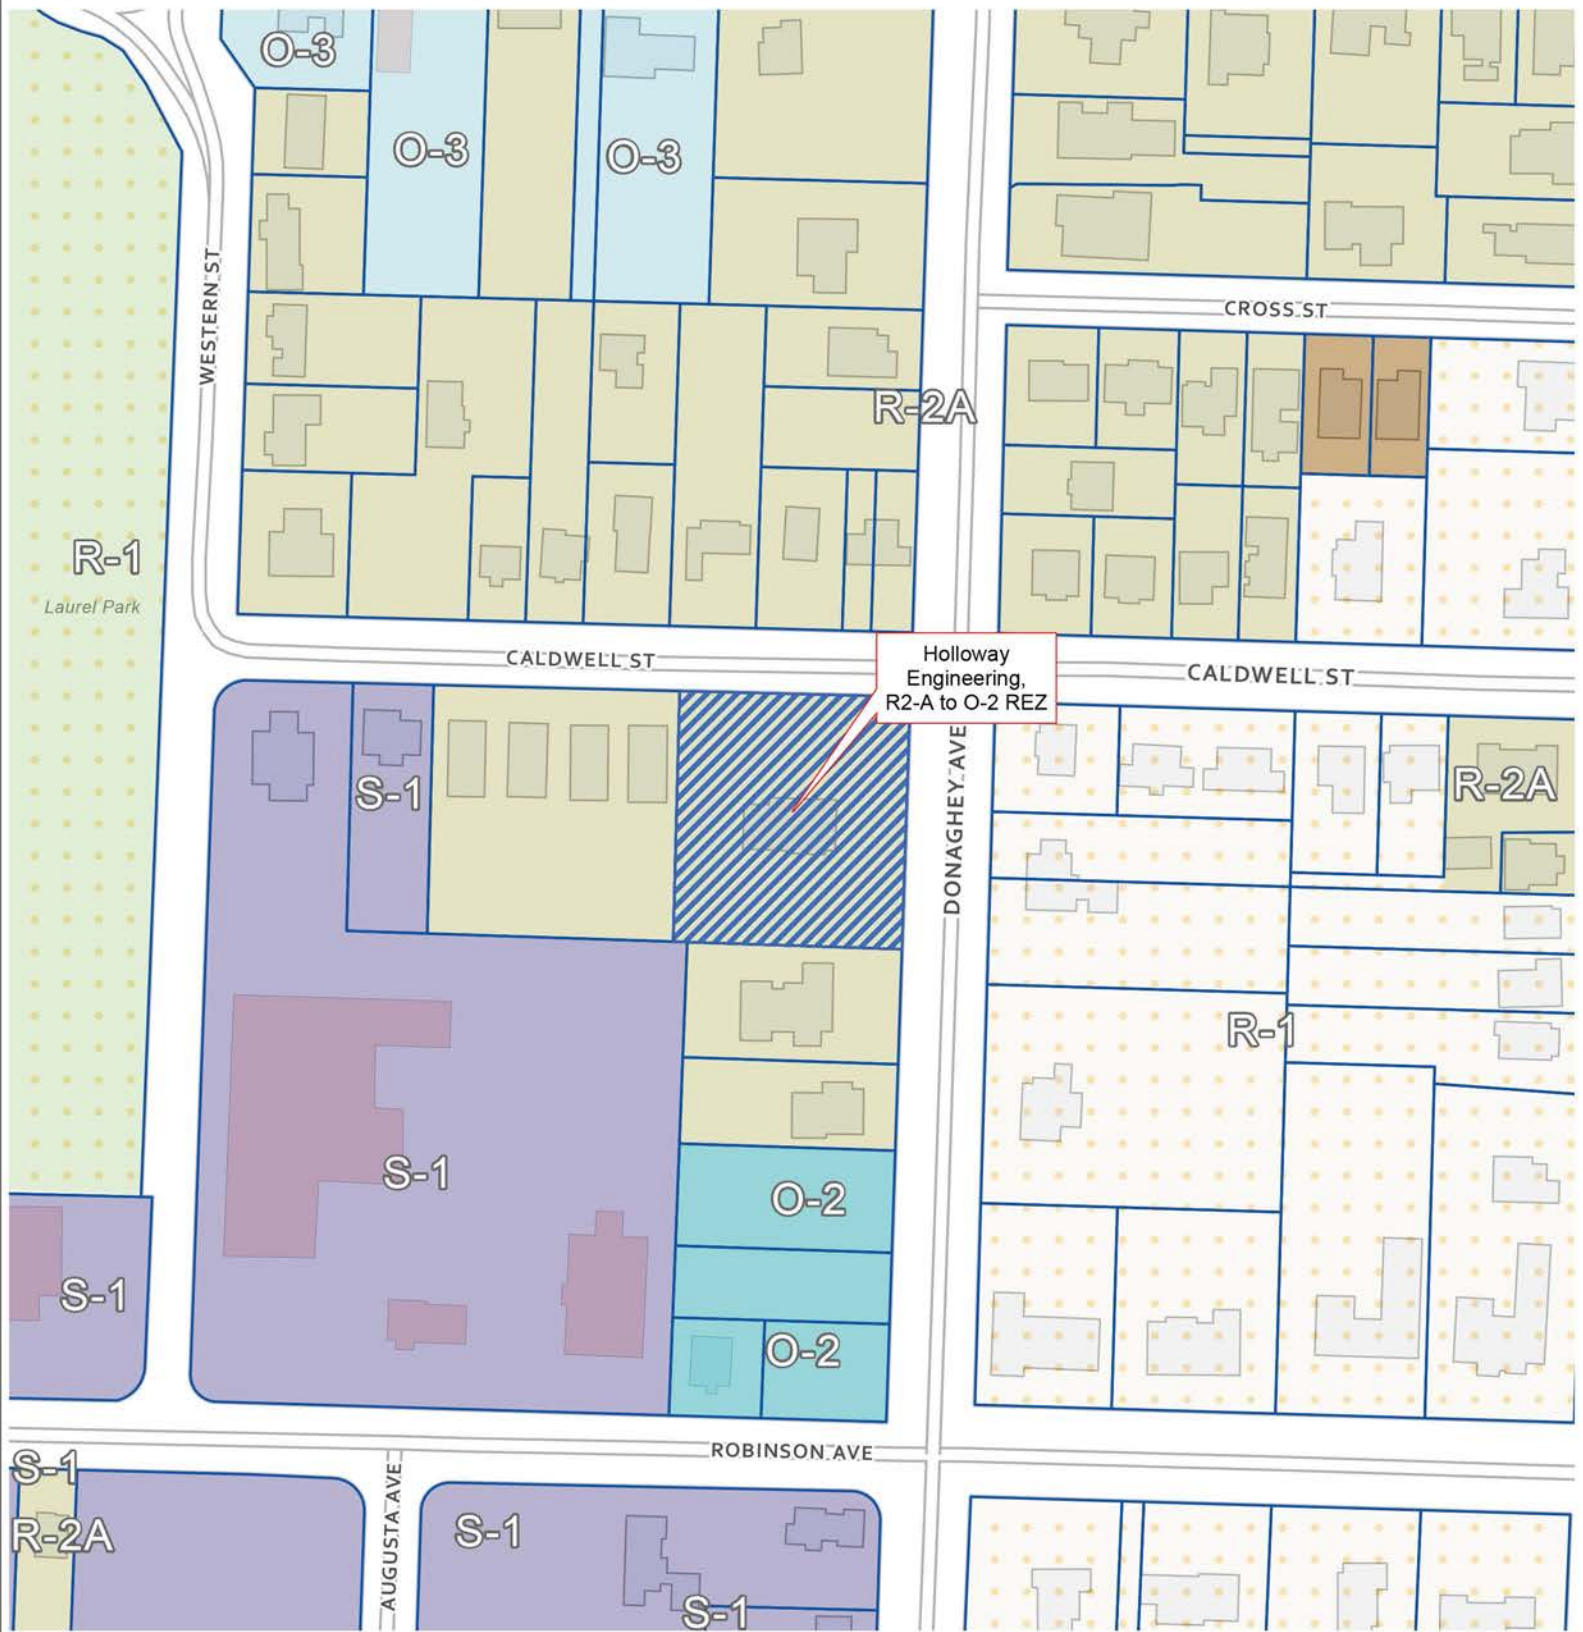 O-3
O-3
O-3
WESTERN ST
CROSS ST
R-2A
R-1
Laurel Park
CALDWELL ST
Holloway
Engineering,
R2-A to O-2 REZ
CALDWELL ST
S-1
DONAGHEY AVE
R-2A
R-1
S-1
O-2
S-1
O-2
ROBINSON AVE
S-1
R-2A
AUGUSTA AVE
S-1
S-1